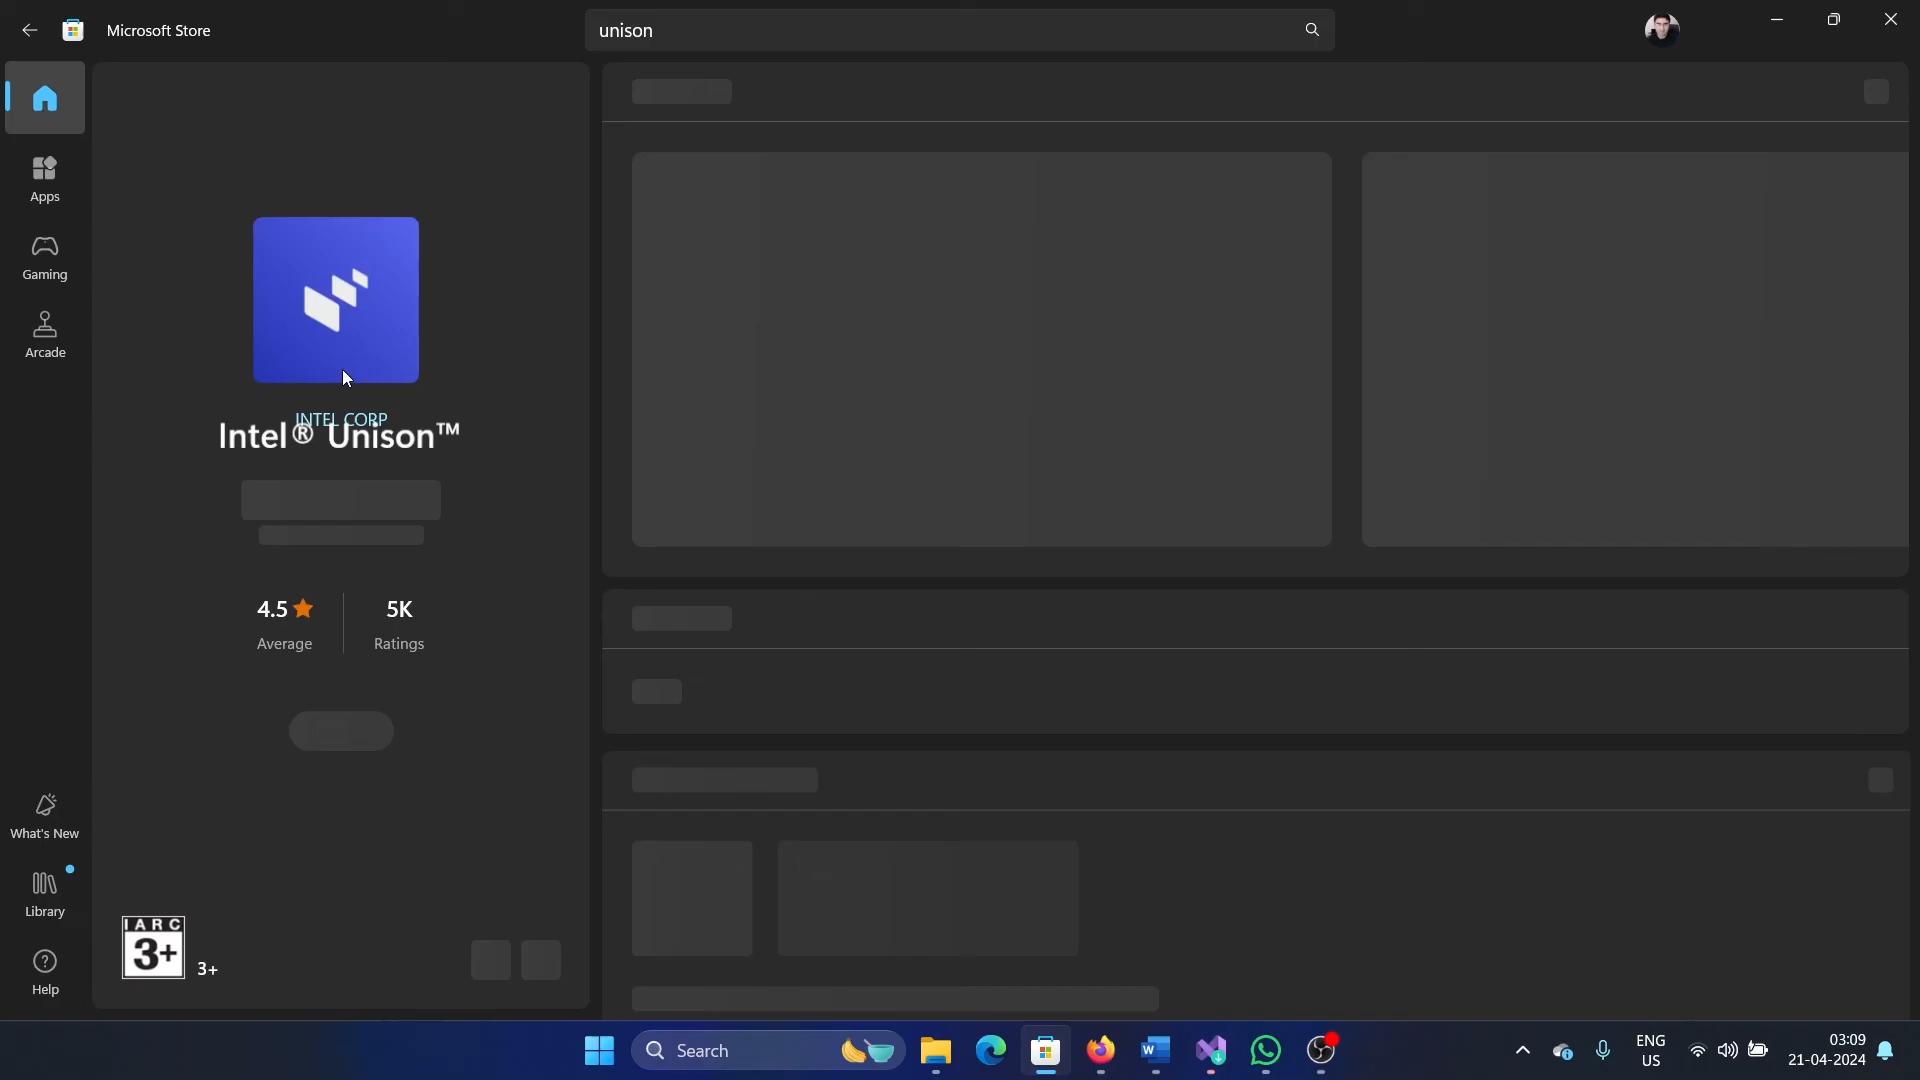 Microsoft Store
unison
Apps
Gaming
Arcade
INTEL CORP
Intel® Unison™
4.5
5K
Average
Ratings
What's New
Library
Help
IARC
3+
3+
Search
W
ENG
US
03:09
21-04-2024